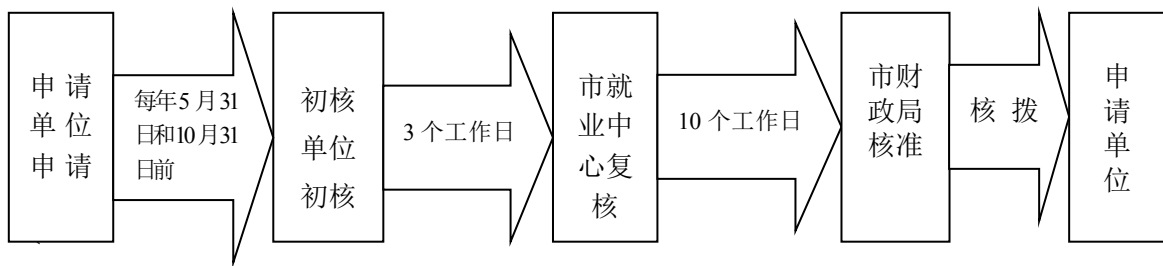 申请
单位
申请
每年5月31
日和10月31
日前
初核
单位
初核
3个工作日
市就
业中
心复
核
10个工作日
市财
政局
核准
核拨
申
请
单
位